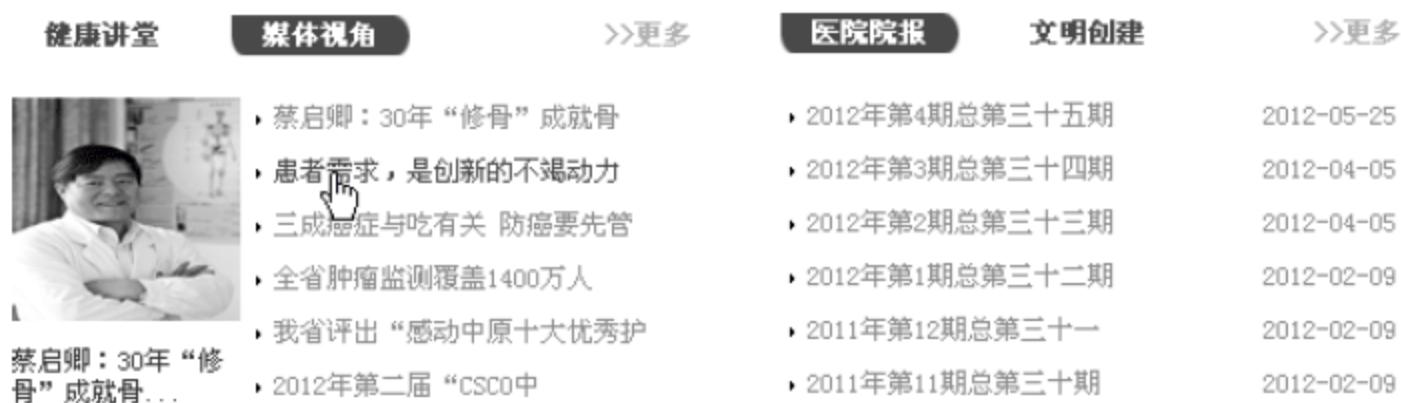 健康讲堂
媒体视角
>>更多
蔡启卿：30年“修骨”成就骨
患者需求，是创新的不竭动力
三成癌症与吃有关 防癌要先管
全省肿瘤监测覆盖1400万人
我省评出“感动中原十大优秀护
2012年第二届“CSCO中
蔡启卿：30年“修
骨”成就骨...
医院院报
文明创建
>>更多
2012年第4期总第三十五期 2012-05-25
2012年第3期总第三十四期 2012-04-05
2012年第2期总第三十三期 2012-04-05
2012年第1期总第三十二期 2012-02-09
2011年第12期总第三十一 2012-02-09
2011年第11期总第三十期 2012-02-09